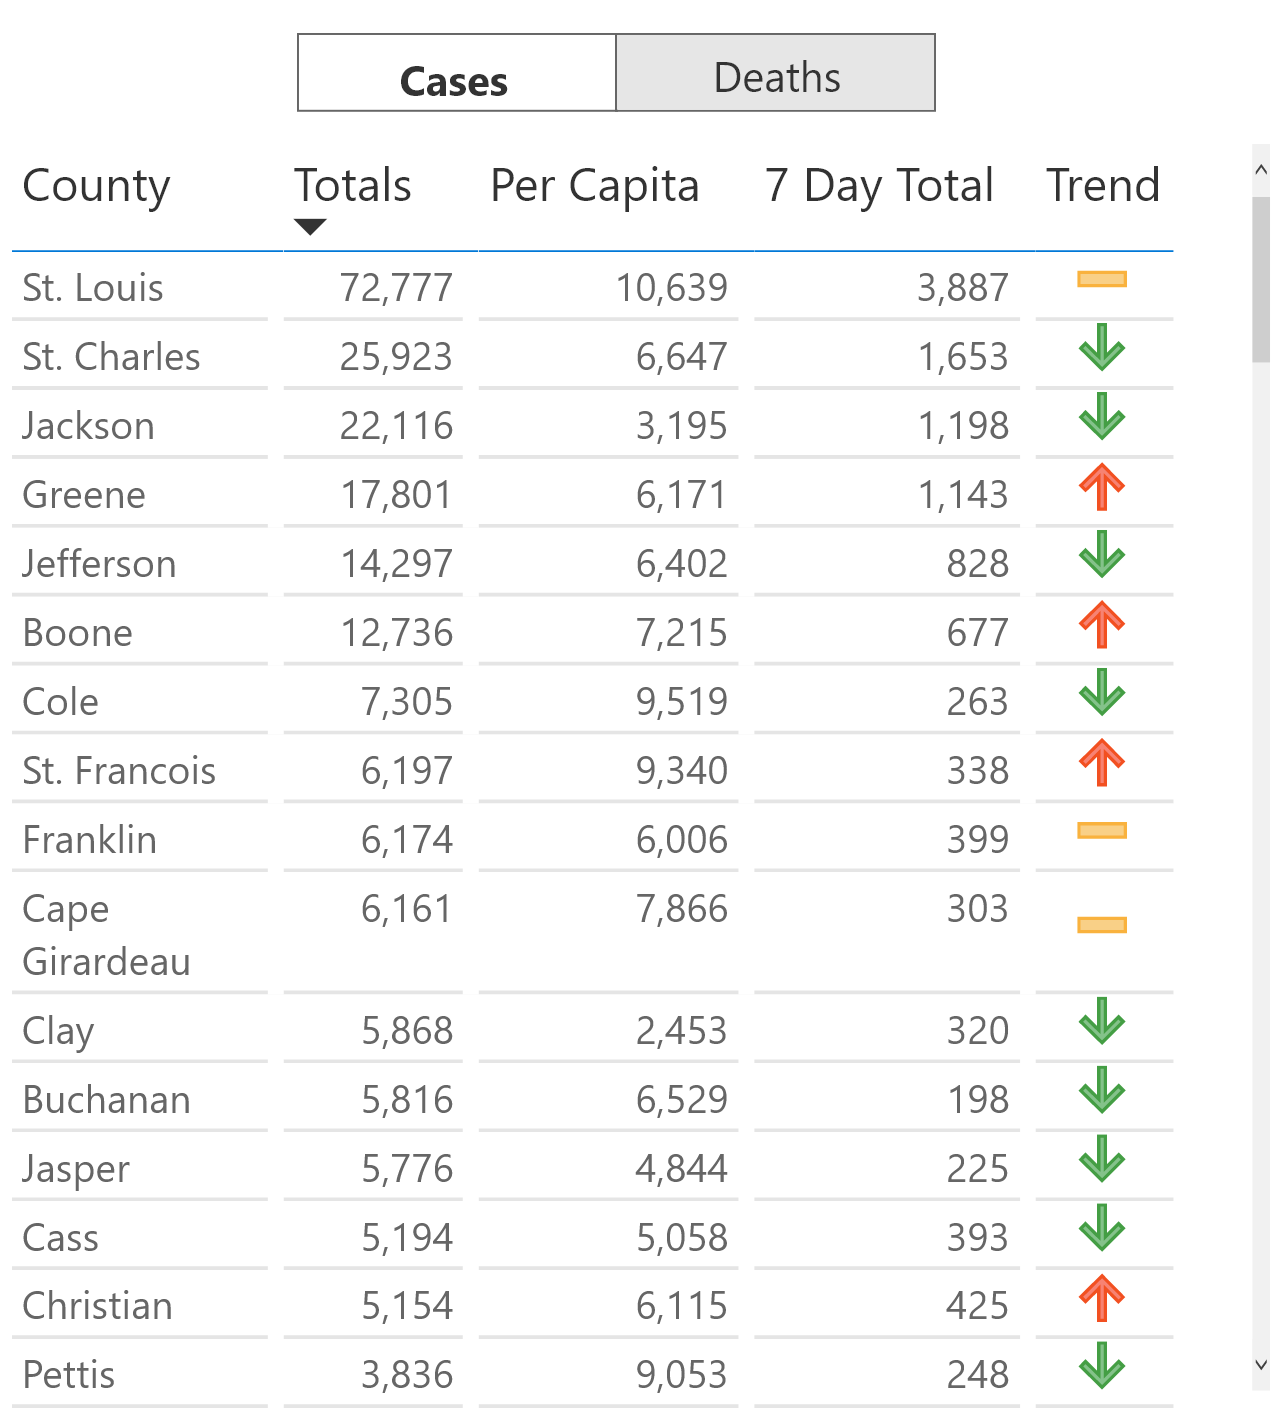 Cases Deaths
County Totals Per Capita 7 Day Total Trend
St. Louis 72,777 10,639 3,887
St. Charles 25,923 6,647 1,653
Jackson 22,116 3,195 1,198
Greene 17,801 6,171 1,143
Jefferson 14,297 6,402 828
Boone 12,736 7,215 677
Cole 7,305 9,519 263
St. Francois 6,197 9,340 338
Franklin 6,174 6,006 399
Cape 6,161 7,866 303
Girardeau
Clay 5,868 2,453 320
Buchanan 5,816 6,529 198
Jasper 5,776 4,844 225
Cass 5,194 5,058 393
Christian 5,154 6,115 425
Pettis 3,836 9,053 248